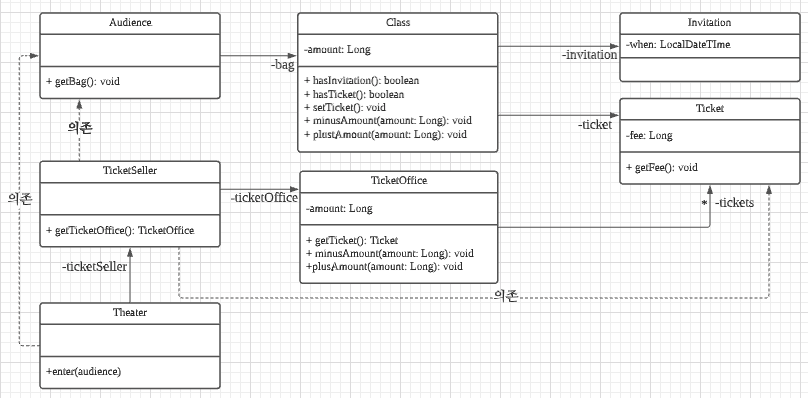 Audience
+ getBag(): void
Class
-amount: Long
+ hasInvitation(): boolean
+ hasTicket(): boolean
+ setTicket(): void
+ minusAmount(amount: Long): void
+ plustAmount(amount: Long): void
-bag
Invitation
-when: LocalDateTIme
-invitation
Ticket
-fee: Long
+ getFee(): void
-ticket
의존
의존
TicketSeller
+ getTicketOffice(): TicketOffice
-ticketOffice
TicketOffice
-amount: Long
+ getTicket(): Ticket
+ minusAmount(amount: Long): void
+plusAmount(amount: Long): void
* -tickets
-ticketSeller
의존
Theater
+enter(audience)